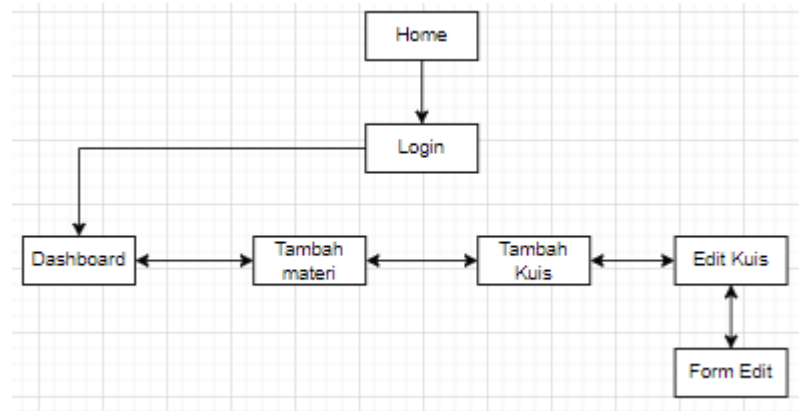 Home
Login
Dashboard
Tambah
materi
Tambah
Kuis
Edit Kuis
Form Edit